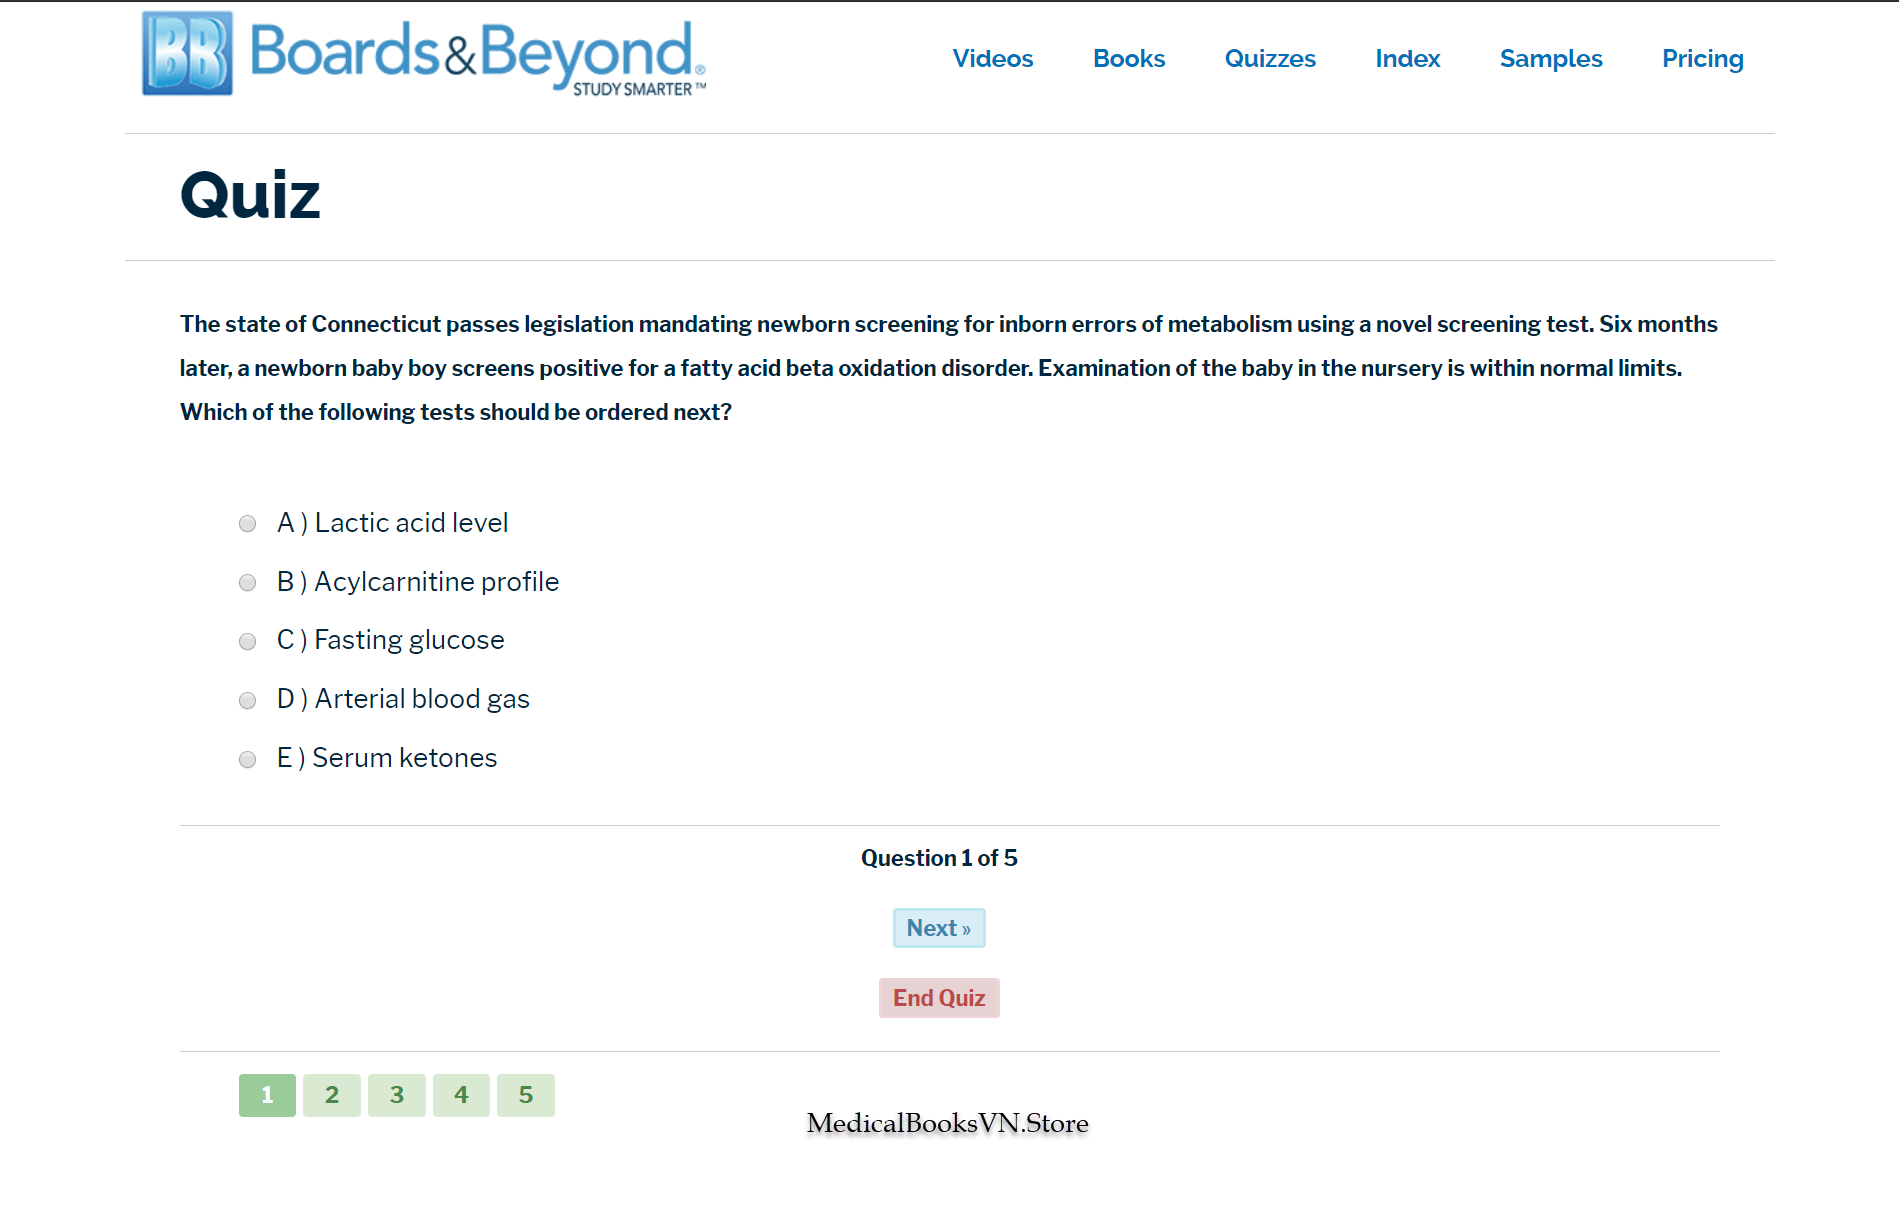 BB Boards&Beyond®
STUDY SMARTER™
Videos Books Quizzes Index Samples Pricing
Quiz
The state of Connecticut passes legislation mandating newborn screening for inborn errors of metabolism using a novel screening test. Six months
later, a newborn baby boy screens positive for a fatty acid beta oxidation disorder. Examination of the baby in the nursery is within normal limits.
Which of the following tests should be ordered next?
A ) Lactic acid level
B ) Acylcarnitine profile
C ) Fasting glucose
D ) Arterial blood gas
E ) Serum ketones
Question 1 of 5
Next »
End Quiz
1 2 3 4 5
MedicalBooksVN.Store